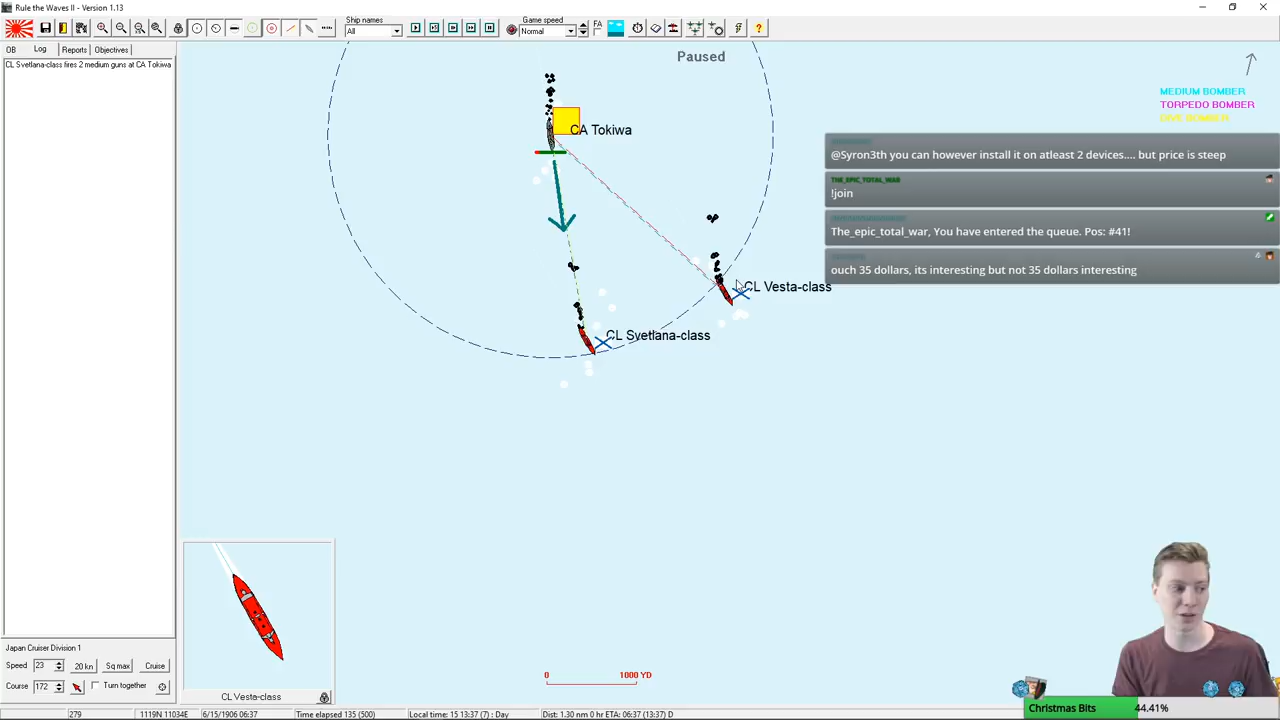 Rule the Waves II - Version 1.13
Ship names
All
FA
Game speed
Normal
OB
Log
Reports
Objectives
CL Svetlana-class fires 2 medium guns at CA Tokiwa
Paused
MEDIUM BOMBER
TORPEDO BOMBER
DIVE BOMBER
CA Tokiwa
CL Vesta-class
CL Svetlana-class
@Syron3th you can however install it on atleast 2 devices.... but price is steep
THE_EPIC_TOTAL_WAR
!join
The_epic_total_war, You have entered the queue. Pos: #41!
ouch 35 dollars, its interesting but not 35 dollars interesting
CL Vesta-class
Japan Cruiser Division 1
Speed
23
20 kn
Sq max
Cruise
Course
172
Turn together
0
1000 YD
Christmas Bits
44.41%
279
1119N 11034E
6/15/1906 06:37
Time elapsed 135 (500)
Local time: 15 13:37 (7) : Day
Dist: 1.30 nm 0 hr ETA: 06:37 (13:37) D